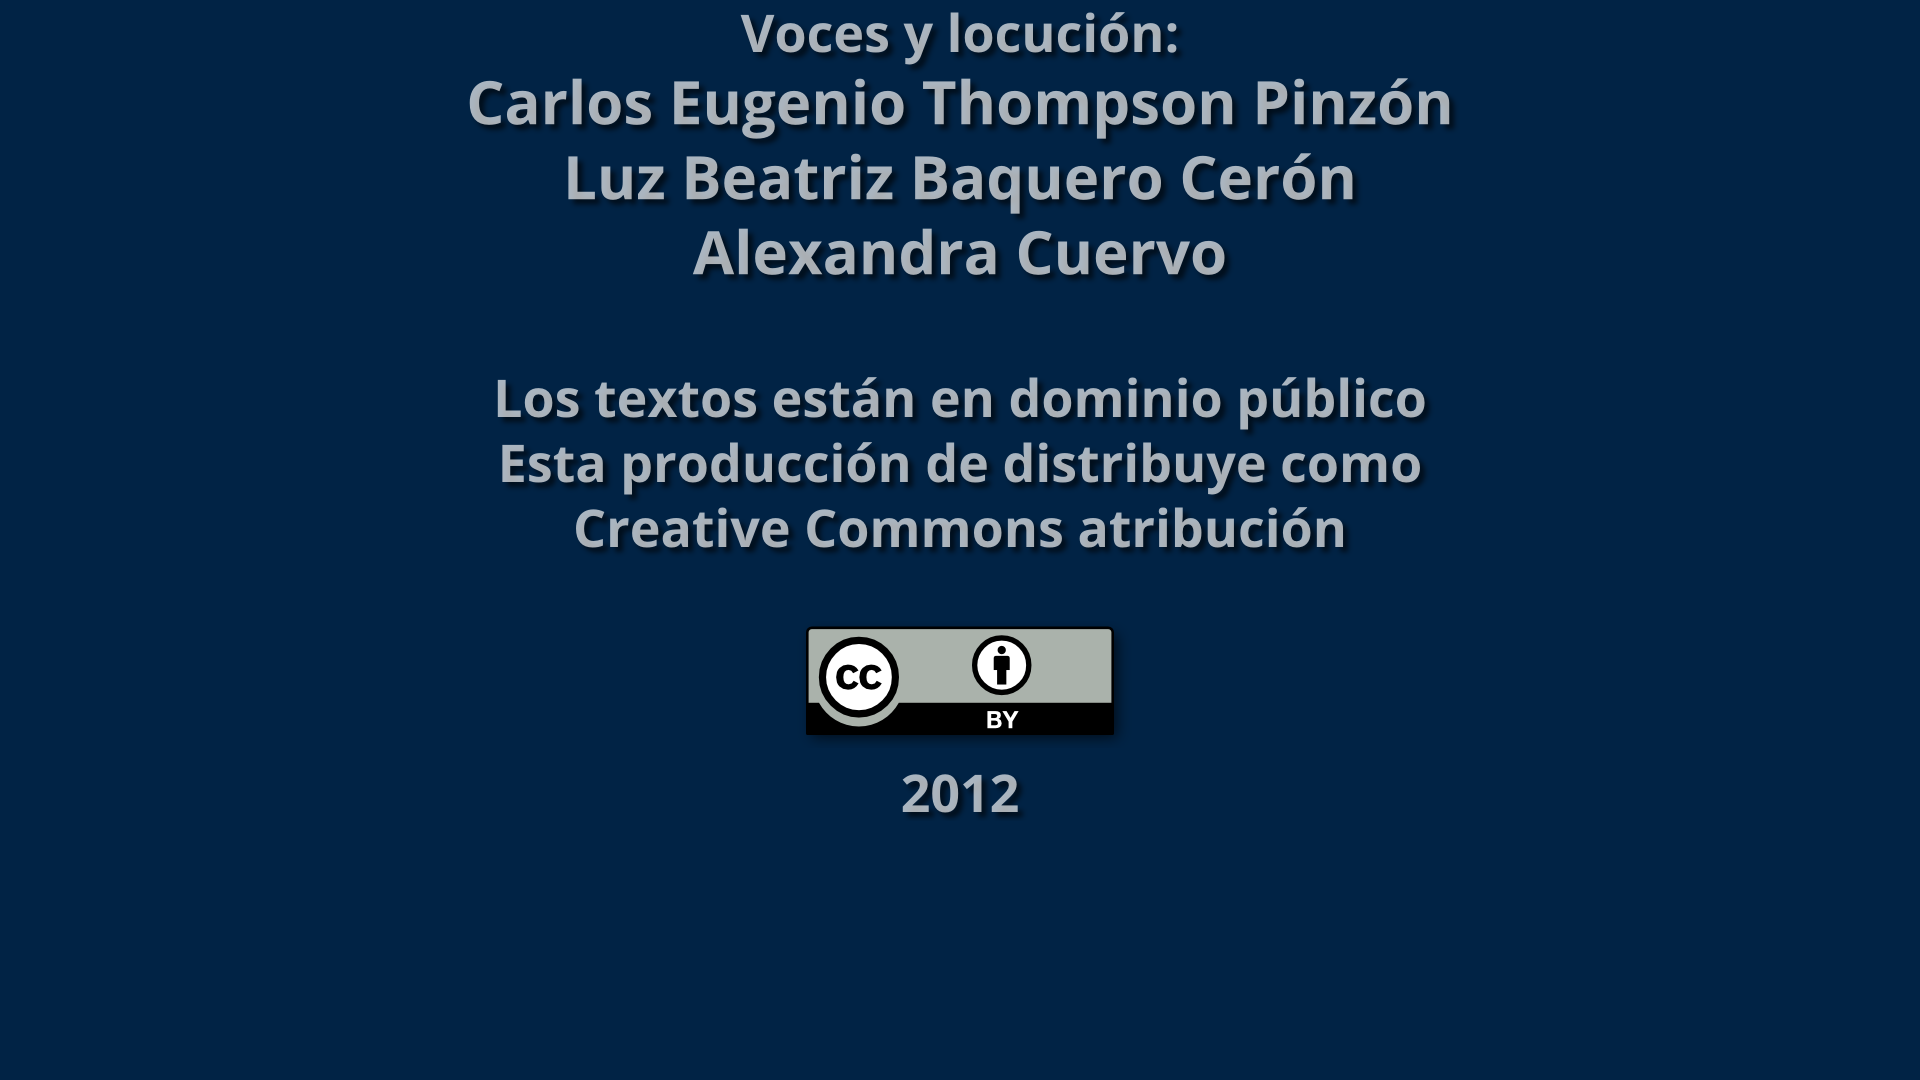 Voces y locución:
Carlos Eugenio Thompson Pinzón
Luz Beatriz Baquero Cerón
Alexandra Cuervo
Los textos están en dominio público
Esta producción de distribuye como
Creative Commons atribución
CC
BY
2012